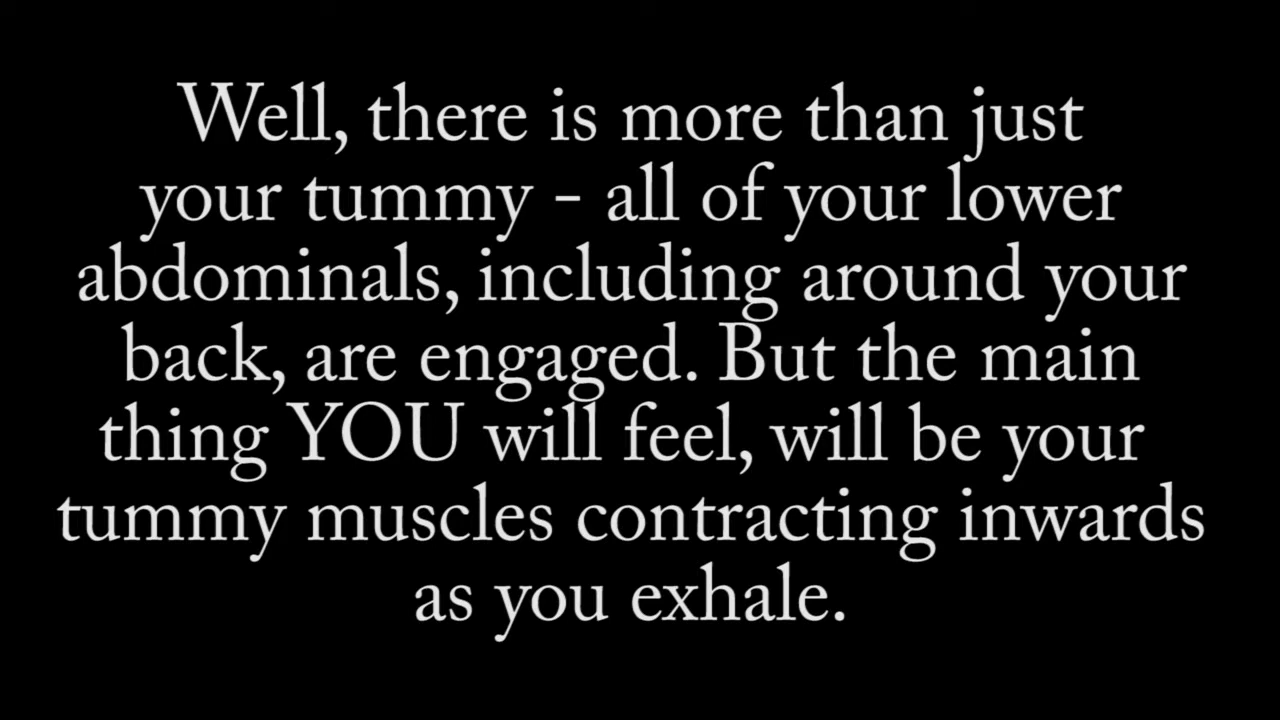 Well, there is more than just
your tummy - all of your lower
abdominals, including around your
back, are engaged. But the main
thing YOU will feel, will be your
tummy muscles contracting inwards
as you exhale.